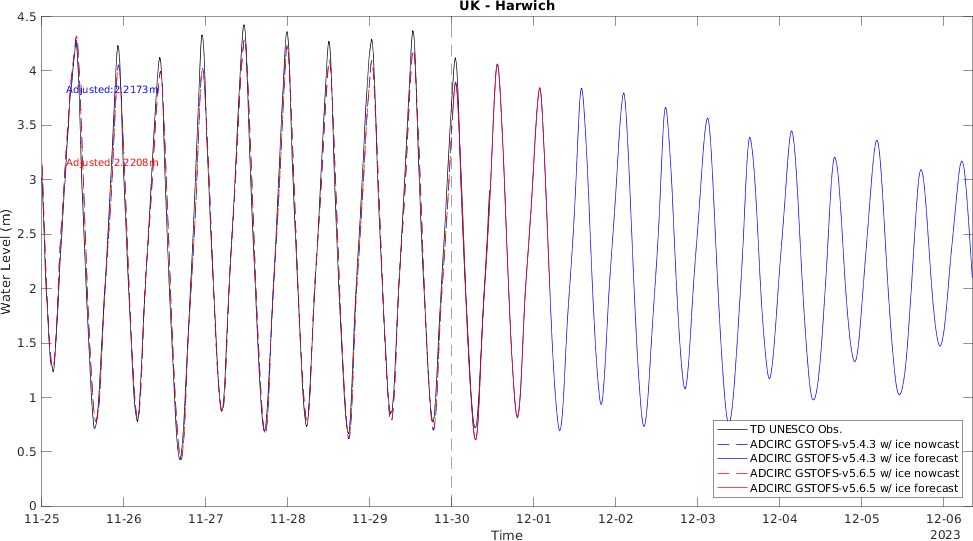 UK - Harwich
4.5
4
3.5
3
2.5
2
1.5
1
0.5
0
Water Level (m)
Adjusted:2.2173m
Adjusted:2.2208m
TD UNESCO Obs.
ADCIRC GSTOFS-v5.4.3 w/ ice nowcast
ADCIRC GSTOFS-v5.4.3 w/ ice forecast
ADCIRC GSTOFS-v5.6.5 w/ ice nowcast
ADCIRC GSTOFS-v5.6.5 w/ ice forecast
11-25 11-26 11-27 11-28 11-29 11-30 12-01 12-02 12-03 12-04 12-05 12-06
Time
2023